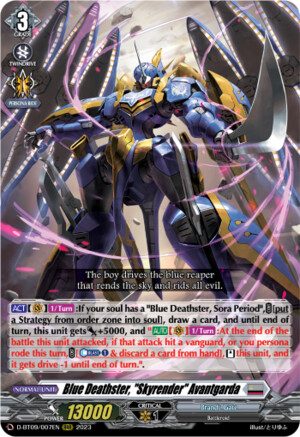 3
GRADE
TWINDRIVE
PERSONA RIDE
The boy drives the blue reaper
that rends the sky and rids all evil.
ACT 1/Turn :If your soul has a "Blue Deathster, Sora Period", [put
a Strategy from order zone into soul], draw a card, and until end of
turn, this unit gets +5000, and "AUTO 1/Turn :At the end of the
battle this unit attacked, if that attack hit a vanguard, or you persona
rode this turn, & discard a card from hand], this unit, and
it gets drive -1 until end of turn.".
NORMAL UNIT
Blue Deathster, "Skyrender" Avantgarda
POWER 13000
CRITICAL 1
Brandt Gate
Battleroid
D-BT09/007EN RRR 2023